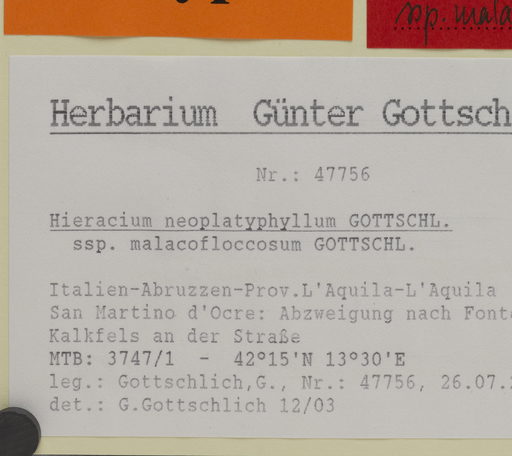 sp. mala
Herbarium Günter Gottsch
Nr.: 47756
Hieracium neoplatyphyllum GOTTSCHL.
ssp. malacofloccosum GOTTSCHL.
Italien-Abruzzen-Prov.L'Aquila-L'Aquila
San Martino d'Ocre: Abzweigung nach Font
Kalkfels an der Straße
MTB: 3747/1 - 42°15'N 13°30'E
leg.: Gottschlich,G., Nr.: 47756, 26.07.
det.: G.Gottschlich 12/03